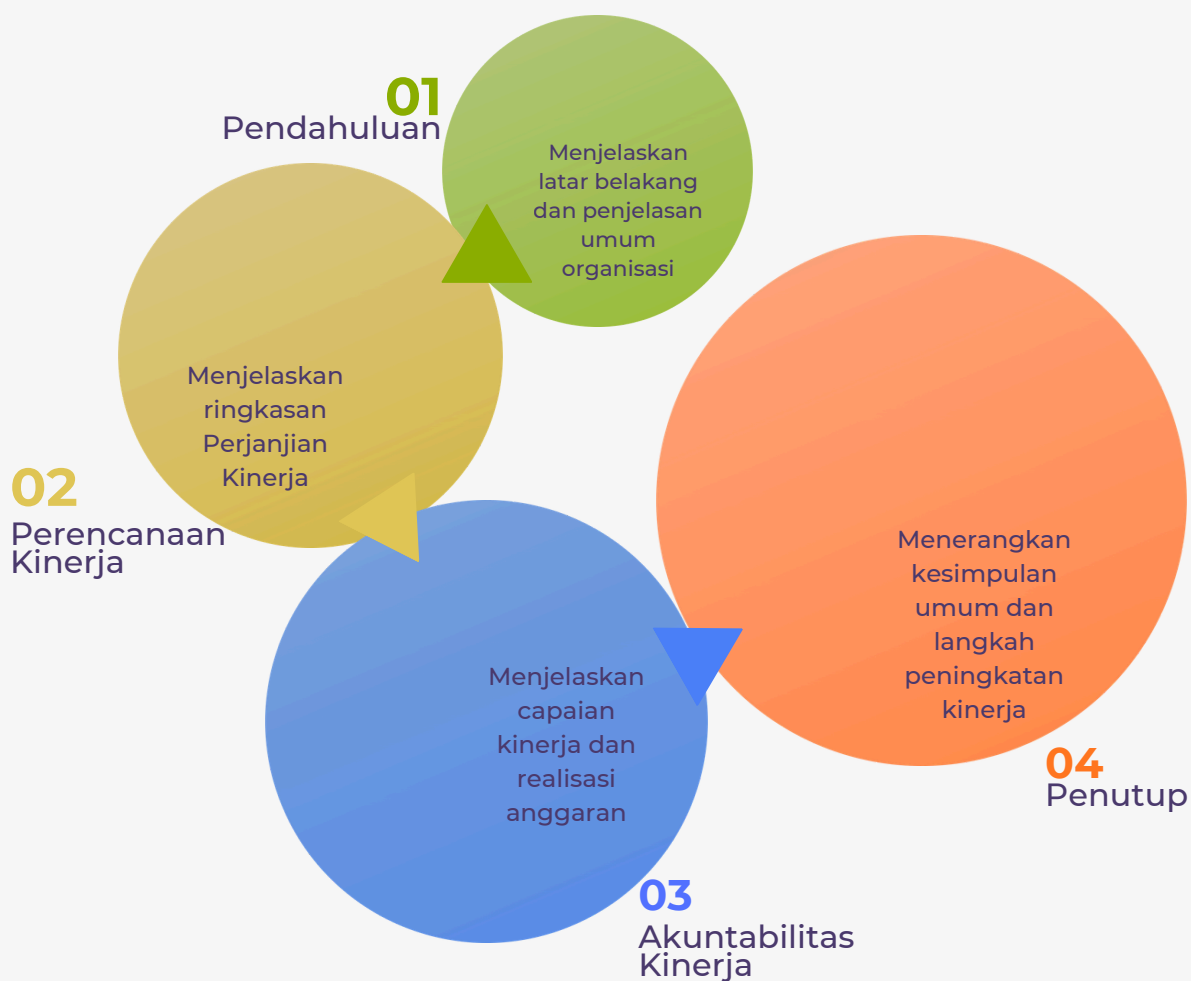 01
Pendahuluan
Menjelaskan
latar belakang
dan penjelasan
umum
organisasi
02
Perencanaan
Kinerja
Menjelaskan
ringkasan
Perjanjian
Kinerja
03
Akuntabilitas
Kinerja
Menjelaskan
capaian
kinerja dan
realisasi
anggaran
04
Penutup
Menerangkan
kesimpulan
umum dan
langkah
peningkatan
kinerja